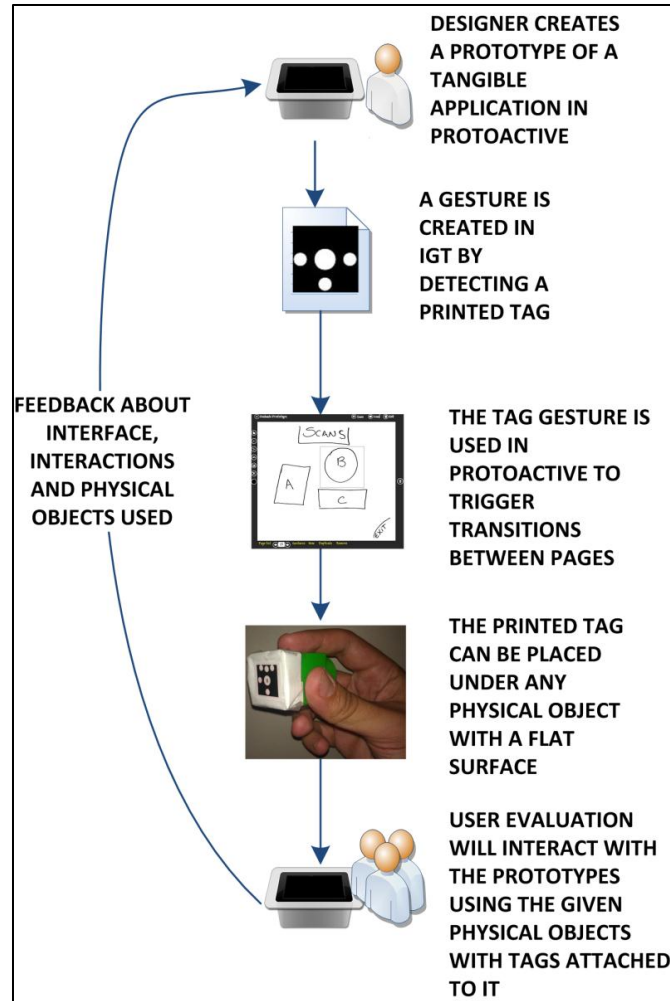 DESIGNER CREATES
A PROTOTYPE OF A
TANGIBLE
APPLICATION IN
PROTOACTIVE
A GESTURE IS
CREATED IN
IGT BY
DETECTING A
PRINTED TAG
FEEDBACK ABOUT
INTERFACE,
INTERACTIONS
AND PHYSICAL
OBJECTS USED
SCANS
B
A
C
EXIT
THE TAG GESTURE IS
USED IN
PROTOACTIVE TO
TRIGGER
TRANSITIONS
BETWEEN PAGES
THE PRINTED TAG
CAN BE PLACED
UNDER ANY
PHYSICAL OBJECT
WITH A FLAT
SURFACE
USER EVALUATION
WILL INTERACT WITH
THE PROTOTYPES
USING THE GIVEN
PHYSICAL OBJECTS
WITH TAGS ATTACHED
TO IT